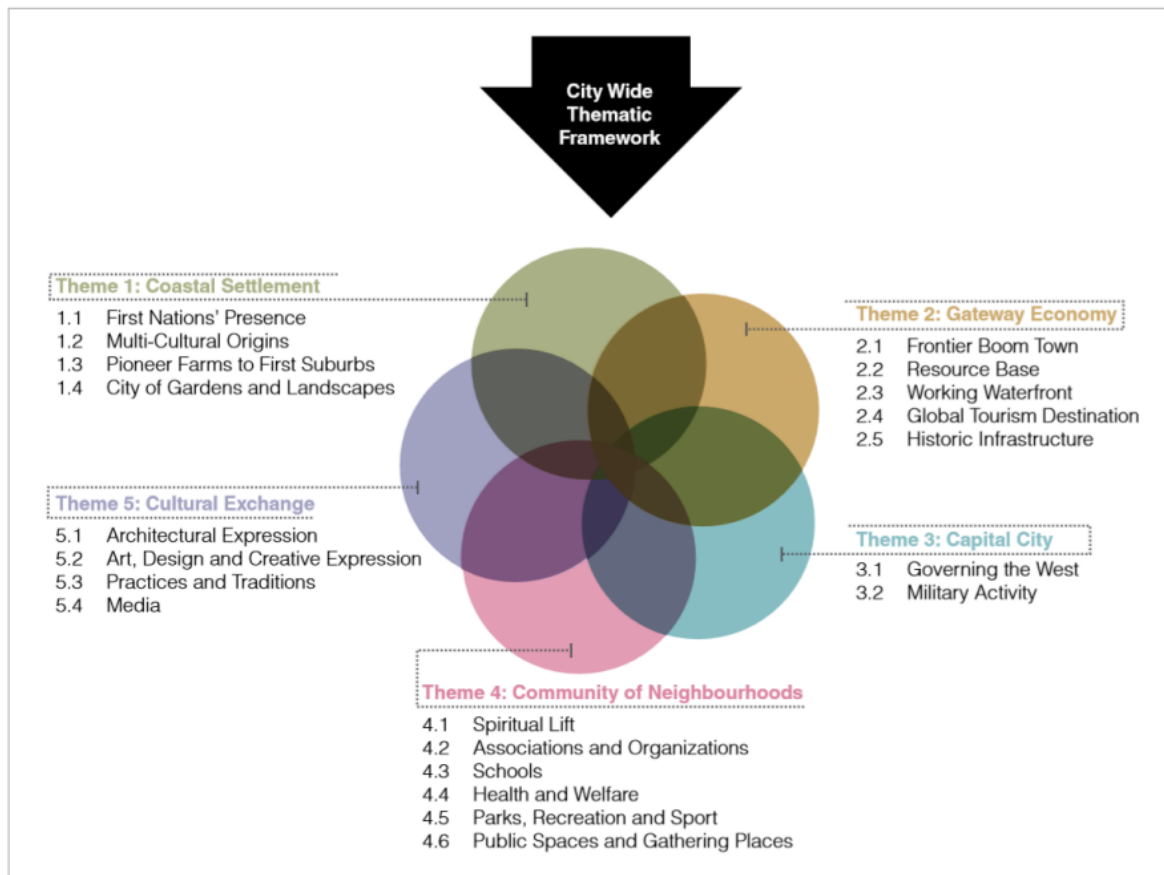 City Wide
Thematic
Framework
Theme 1: Coastal Settlement
1.1 First Nations' Presence
1.2 Multi-Cultural Origins
1.3 Pioneer Farms to First Suburbs
1.4 City of Gardens and Landscapes
Theme 2: Gateway Economy
2.1 Frontier Boom Town
2.2 Resource Base
2.3 Working Waterfront
2.4 Global Tourism Destination
2.5 Historic Infrastructure
Theme 5: Cultural Exchange
5.1 Architectural Expression
5.2 Art, Design and Creative Expression
5.3 Practices and Traditions
5.4 Media
Theme 3: Capital City
3.1 Governing the West
3.2 Military Activity
Theme 4: Community of Neighbourhoods
4.1 Spiritual Lift
4.2 Associations and Organizations
4.3 Schools
4.4 Health and Welfare
4.5 Parks, Recreation and Sport
4.6 Public Spaces and Gathering Places